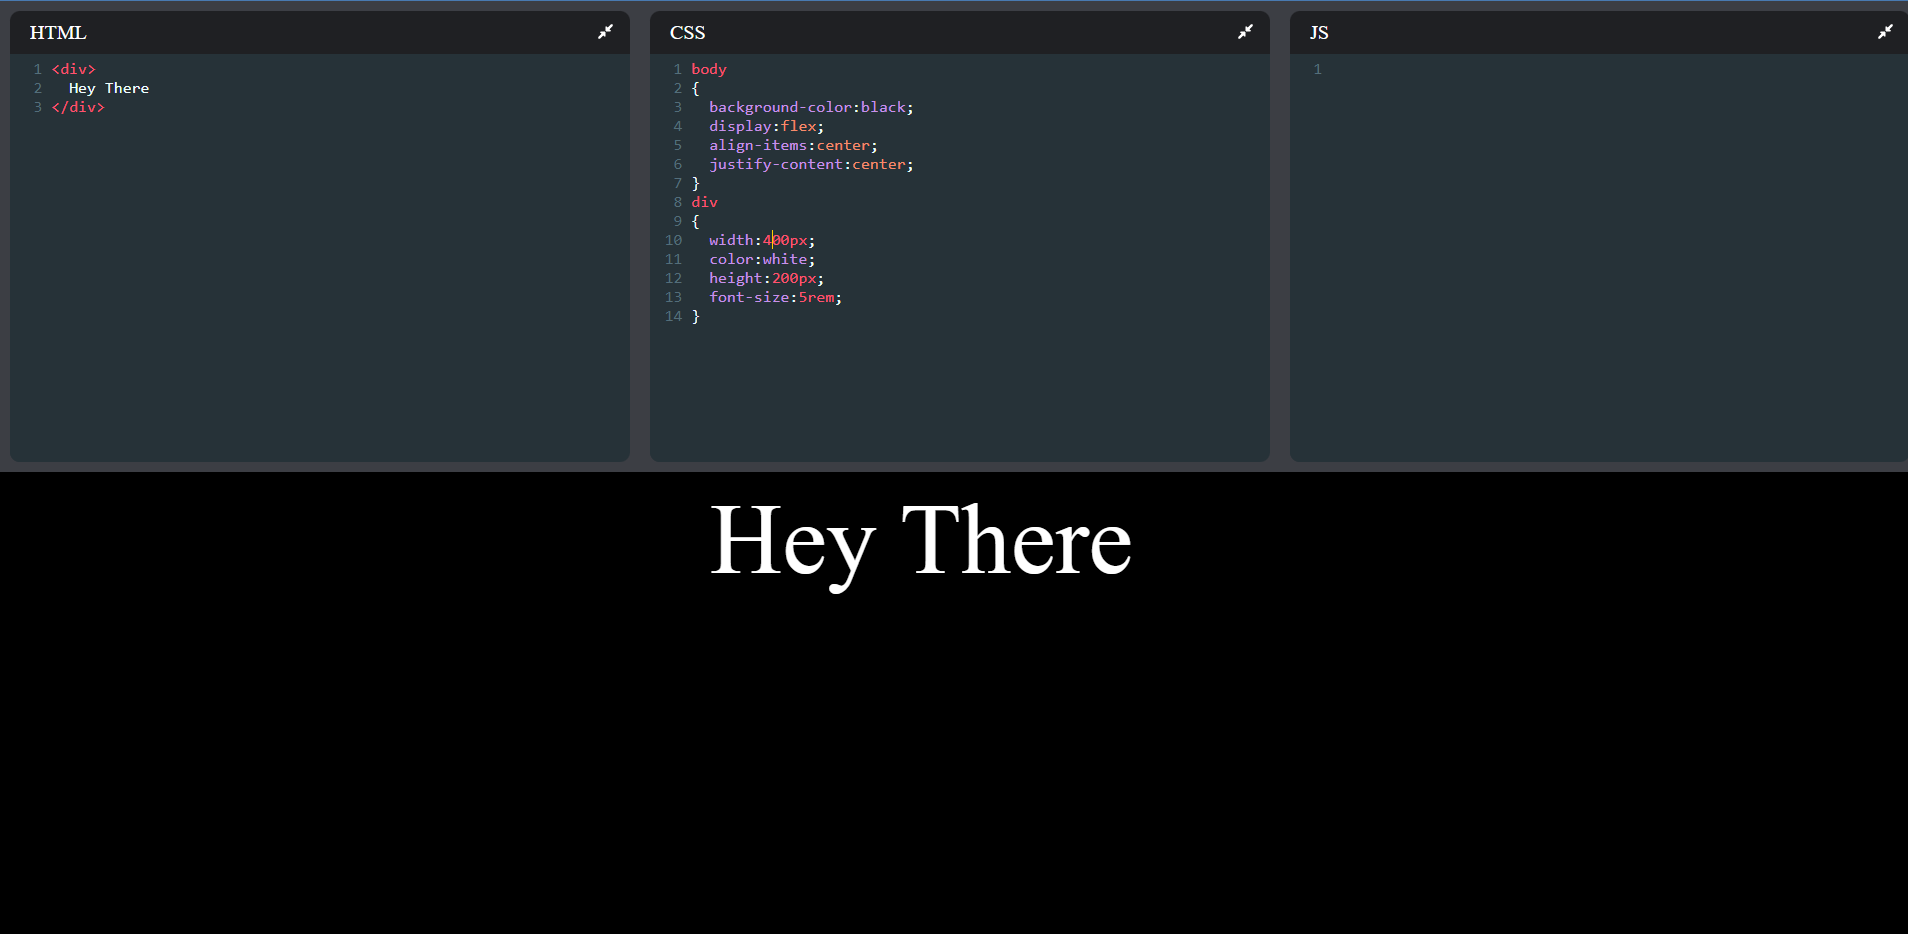 HTML
1 <div>
2   Hey There
3 </div>
CSS
1 body
2 {
3   background-color:black;
4   display:flex;
5   align-items:center;
6   justify-content:center;
7 }
8 div
9 {
10   width:400px;
11   color:white;
12   height:200px;
13   font-size:5rem;
14 }
JS
1
Hey There